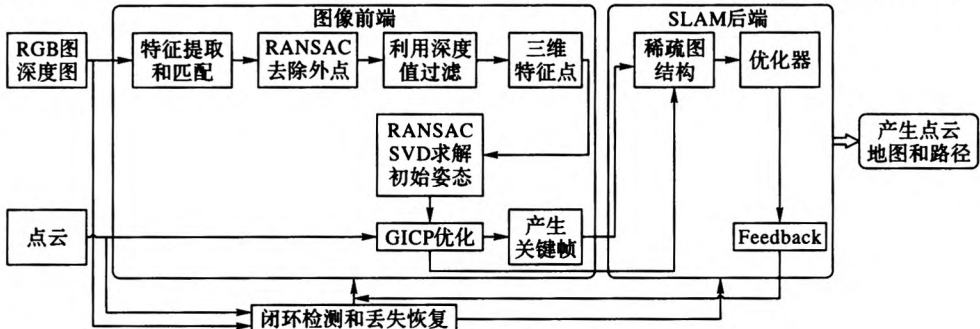 图像前端
SLAM后端
RGB图
深度图
特征提取
和匹配
RANSAC
去除外点
利用深度
值过滤
三维
特征点
稀疏图
结构
优化器
产生点云
地图和路径
RANSAC
SVD求解
初始姿态
点云
GICP优化
产生
关键帧
Feedback
闭环检测和丢失恢复